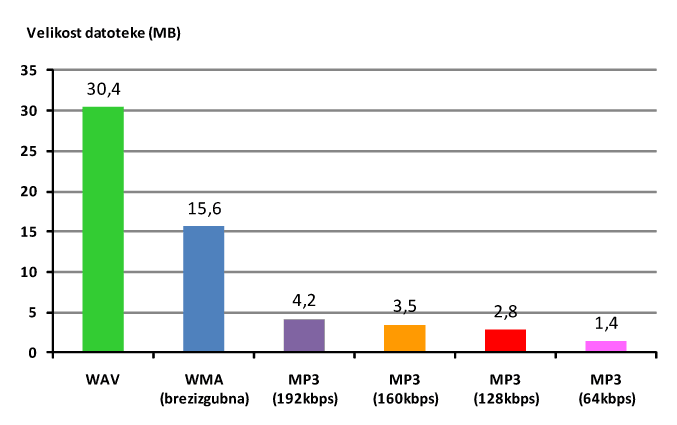 Velikost datoteke (MB)
35
30
25
20
15
10
5
0
30,4
15,6
4,2
3,5
2,8
1,4
WAV
WMA
(brezizgubna)
MP3
(192kbps)
MP3
(160kbps)
MP3
(128kbps)
MP3
(64kbps)